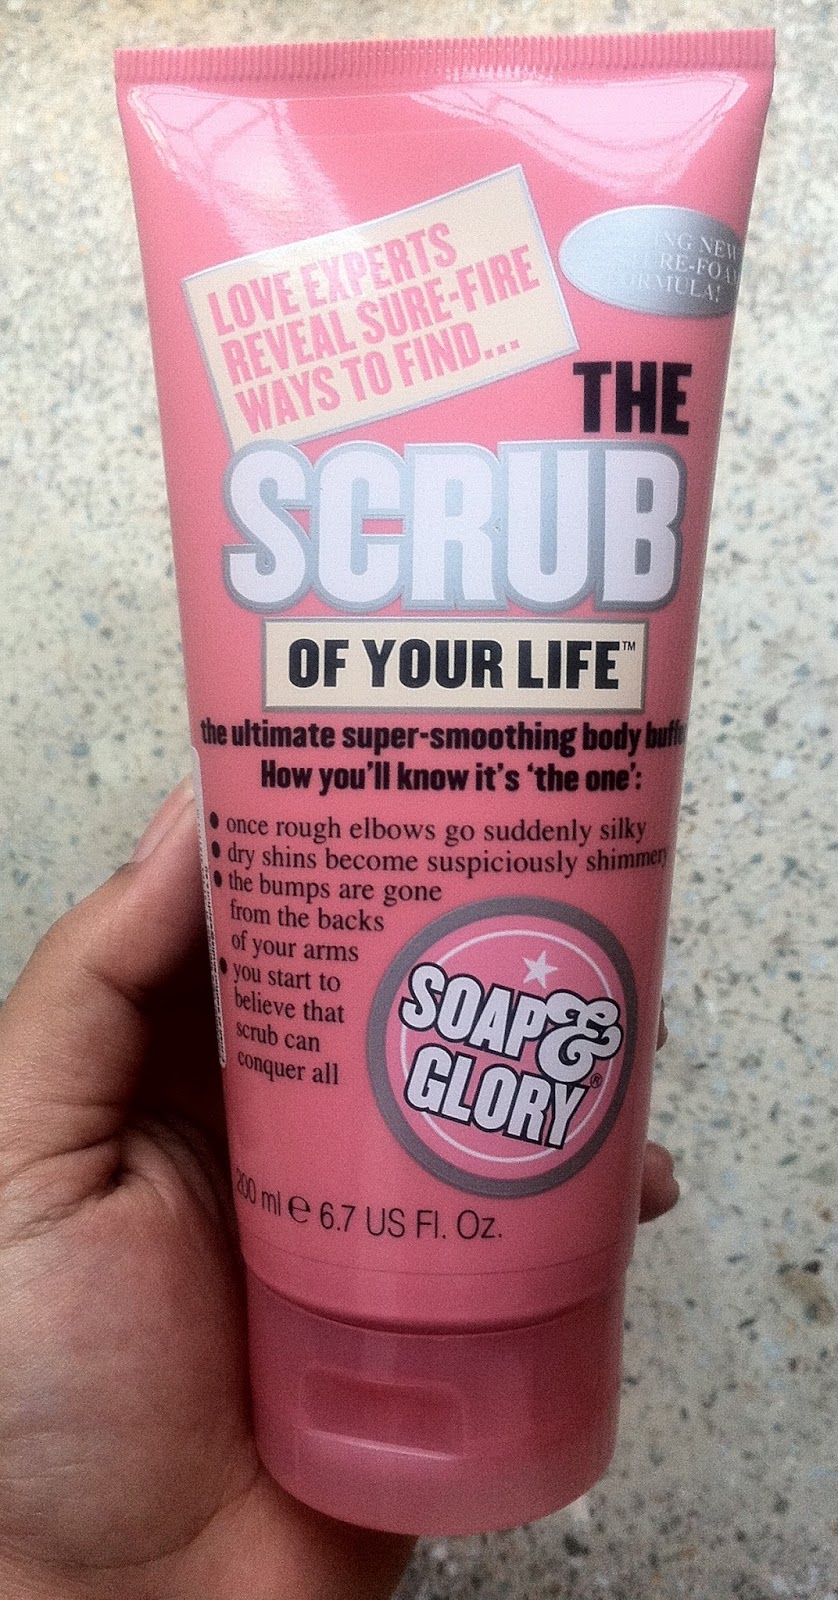 LOVE EXPERTS
REVEAL SURE-FIRE
WAYS TO FIND...
NEW
FORMULA!
THE
SCRUB
OF YOUR LIFE™
the ultimate super-smoothing body
How you'll know it's 'the one':
• once rough elbows go suddenly silky
• dry shins become suspiciously shimmery
• the bumps are gone
from the backs
of your arms
• you start to
believe that
scrub can
conquer all
SOAP &
GLORY®
200 ml ℮ 6.7 US Fl. Oz.